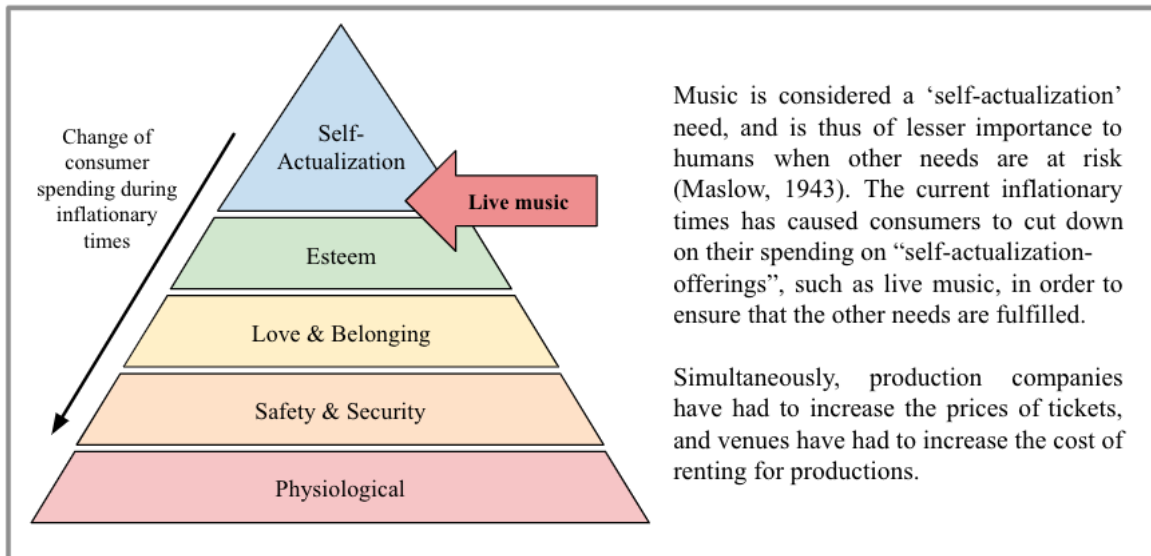 Change of
consumer
spending during
inflationary
times
Self-
Actualization
Live music
Esteem
Love & Belonging
Safety & Security
Physiological
Music is considered a ‘self-actualization’
need, and is thus of lesser importance to
humans when other needs are at risk
(Maslow, 1943). The current inflationary
times has caused consumers to cut down
on their spending on “self-actualization-
offerings”, such as live music, in order to
ensure that the other needs are fulfilled.
Simultaneously, production companies
have had to increase the prices of tickets,
and venues have had to increase the cost of
renting for productions.